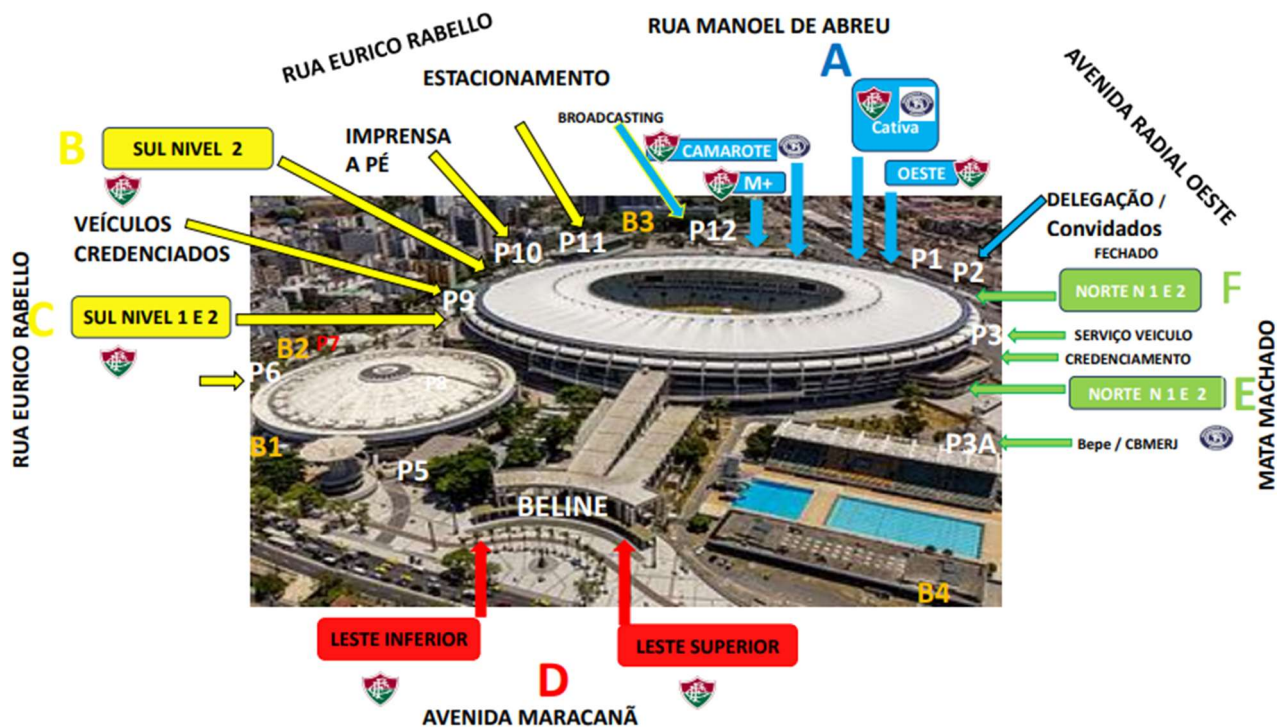 RUA MANOEL DE ABREU
RUA EURICO RABELLO
A
AVENIDA RADIAL OESTE
ESTACIONAMENTO
BROADCASTING
Cativa
B
SUL NIVEL 2
IMPRENSA
A PÉ
CAMAROTE
M+
OESTE
DELEGAÇÃO /
Convidados
FECHADO
VEÍCULOS
CREDENCIADOS
P10
P11
B3
P12
P1
P2
NORTE N 1 E 2
F
RUA EURICO RABELLO
C
SUL NIVEL 1 E 2
P9
P3
SERVIÇO VEICULO
CREDENCIAMENTO
B2
P7
P6
P8
NORTE N 1 E 2
E
MATA MACHADO
B1
P5
P3A
Bepe / CBMERJ
BELINE
B4
LESTE INFERIOR
LESTE SUPERIOR
D
AVENIDA MARACANÃ